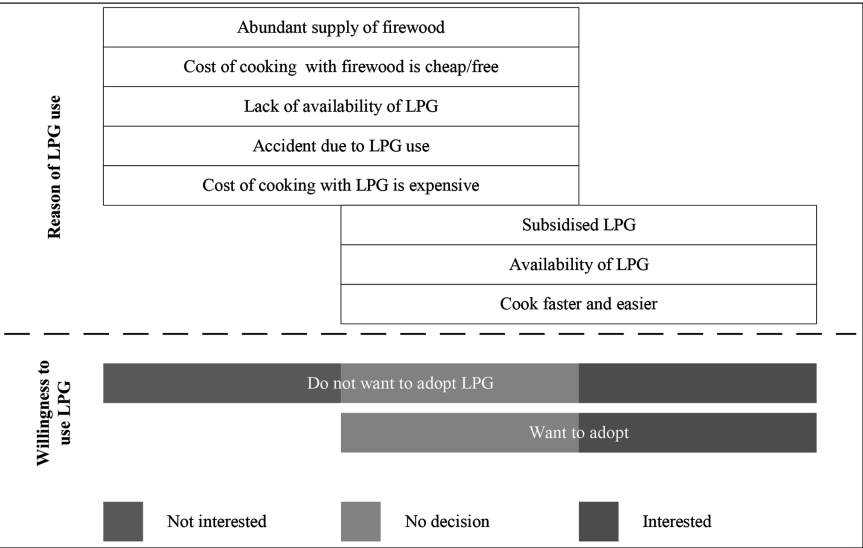 Reason of LPG use
Abundant supply of firewood
Cost of cooking with firewood is cheap/free
Lack of availability of LPG
Accident due to LPG use
Cost of cooking with LPG is expensive
Subsidised LPG
Availability of LPG
Cook faster and easier
Willingness to
use LPG
Do not want to adopt LPG
Want to adopt
Not interested
No decision
Interested